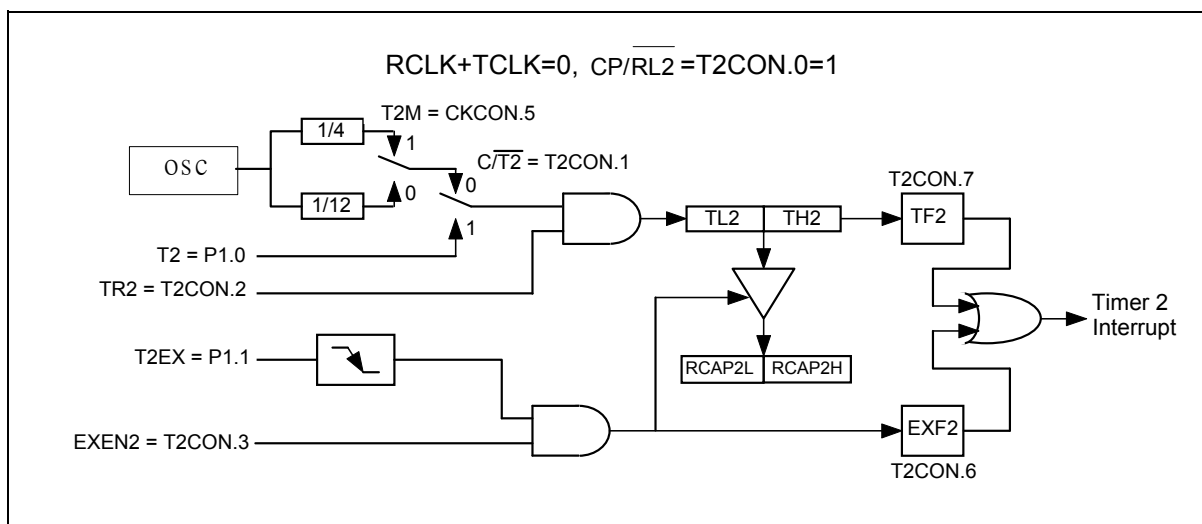 RCLK+TCLK=0, CP/R̅L̅2̅ =T2CON.0=1
T2M = CKCON.5
1/4
1
C/T̅2̅ = T2CON.1
OSC
0
0
1/12
1
T2 = P1.0
TR2 = T2CON.2
TL2 TH2
T2CON.7
TF2
Timer 2
Interrupt
T2EX = P1.1
RCAP2L RCAP2H
EXEN2 = T2CON.3
EXF2
T2CON.6